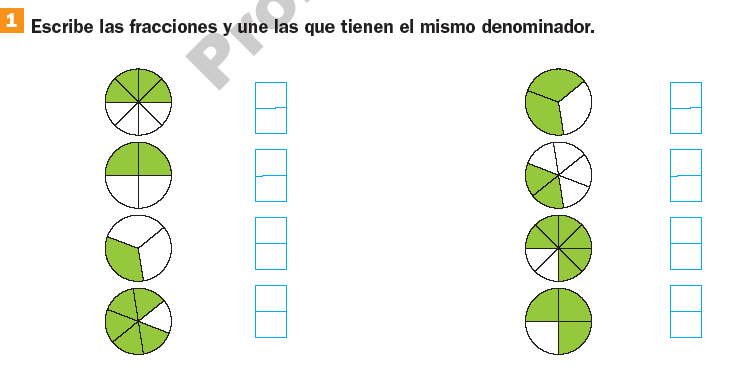 1 Escribe las fracciones y une las que tienen el mismo denominador.
Pro